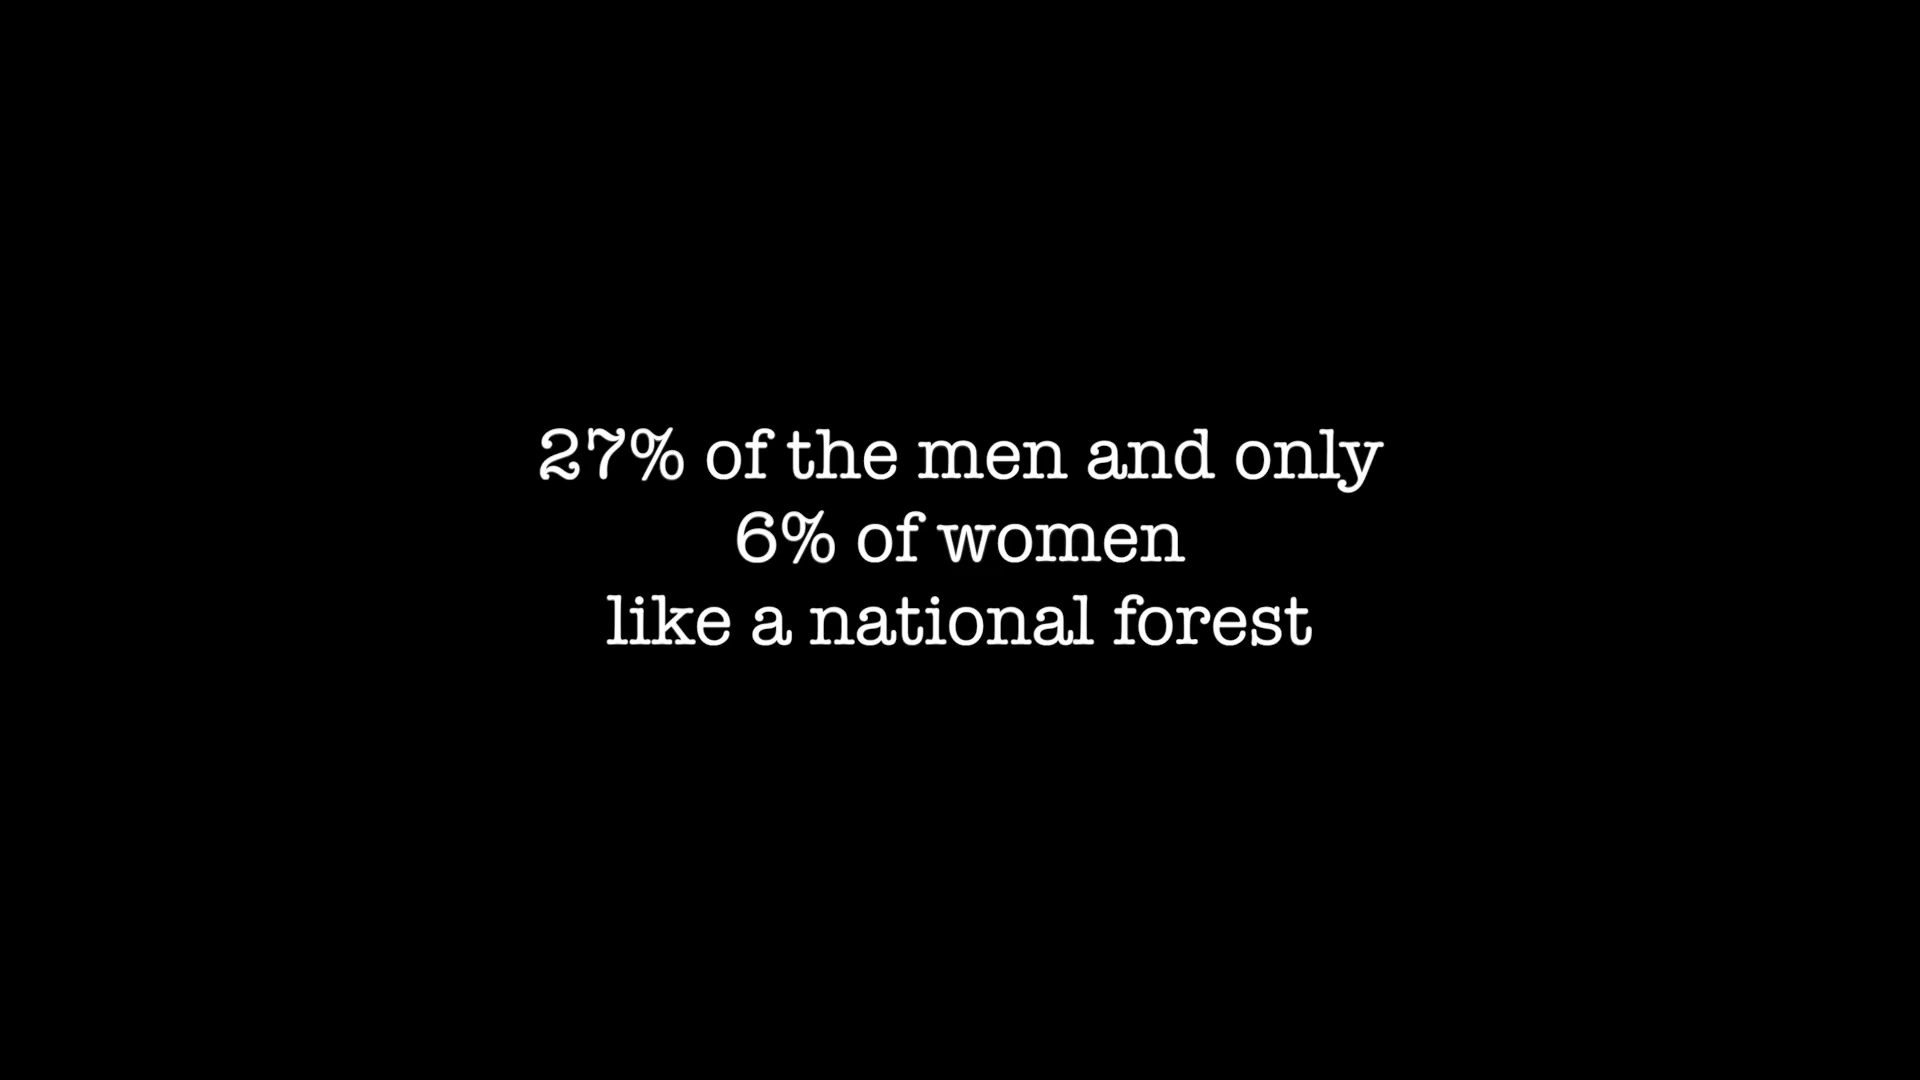 27% of the men and only
6% of women
like a national forest